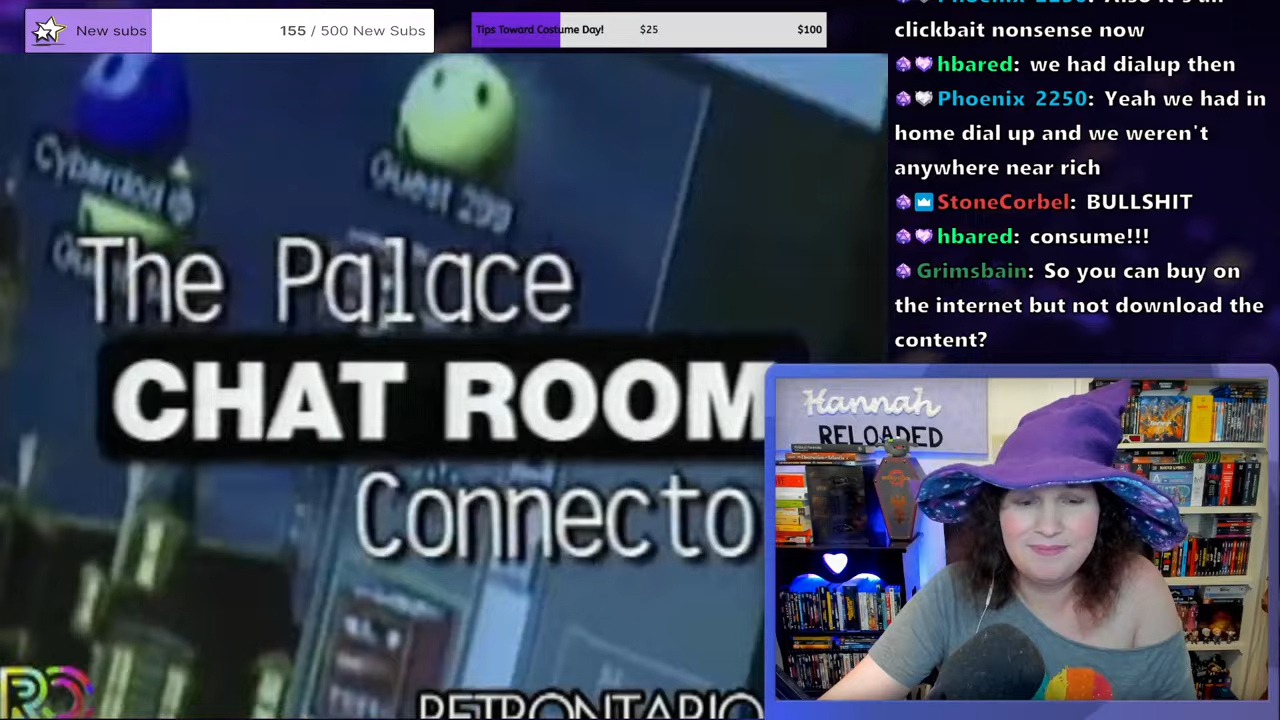 New subs
155 / 500 New Subs
Tips Toward Costume Day!
$25
$100
clickbait nonsense now
hbared: we had dialup then
Phoenix 2250: Yeah we had in
home dial up and we weren't
anywhere near rich
StoneCorbel: BULLSHIT
hbared: consume!!!
Grimsbain: So you can buy on
the internet but not download the
content?
Guest 299
The Palace
CHAT ROOM
Connecto
RETRONTARIO
Hannah
RELOADED